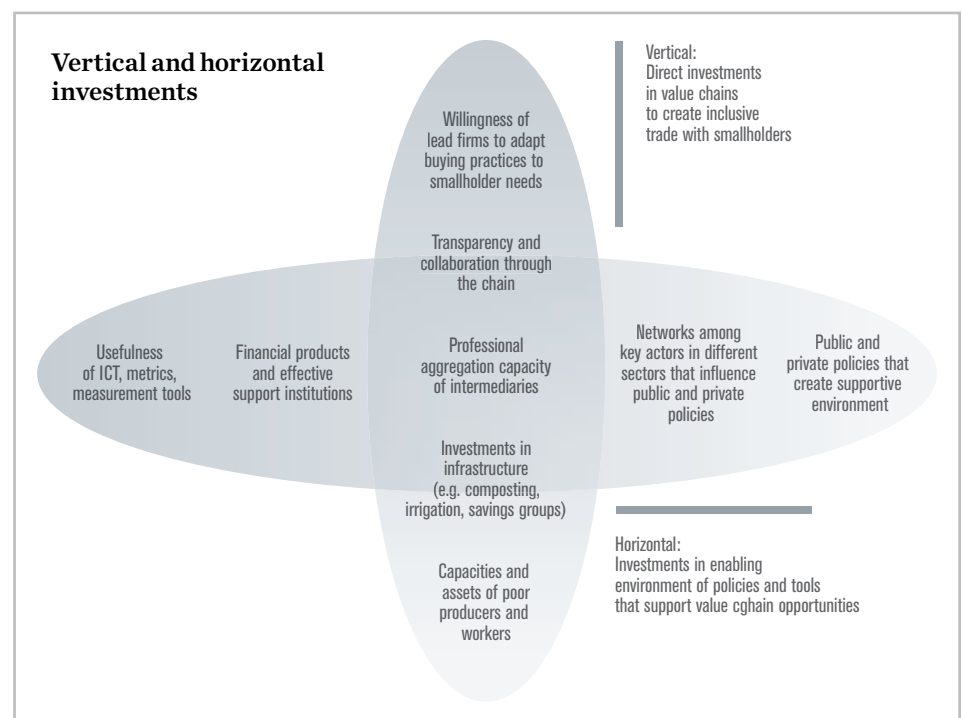 Vertical and horizontal
investments
Vertical:
Direct investments
in value chains
to create inclusive
trade with smallholders
Willingness of
lead firms to adapt
buying practices to
smallholder needs
Transparency and
collaboration through
the chain
Usefulness
of ICT, metrics,
measurement tools
Financial products
and effective
support institutions
Professional
aggregation capacity
of intermediaries
Networks among
key actors in different
sectors that influence
public and private
policies
Public and
private policies that
create supportive
environment
Investments in
infrastructure
(e.g. composting,
irrigation, savings groups)
Capacities and
assets of poor
producers and
workers
Horizontal:
Investments in enabling
environment of policies and tools
that support value cghain opportunities